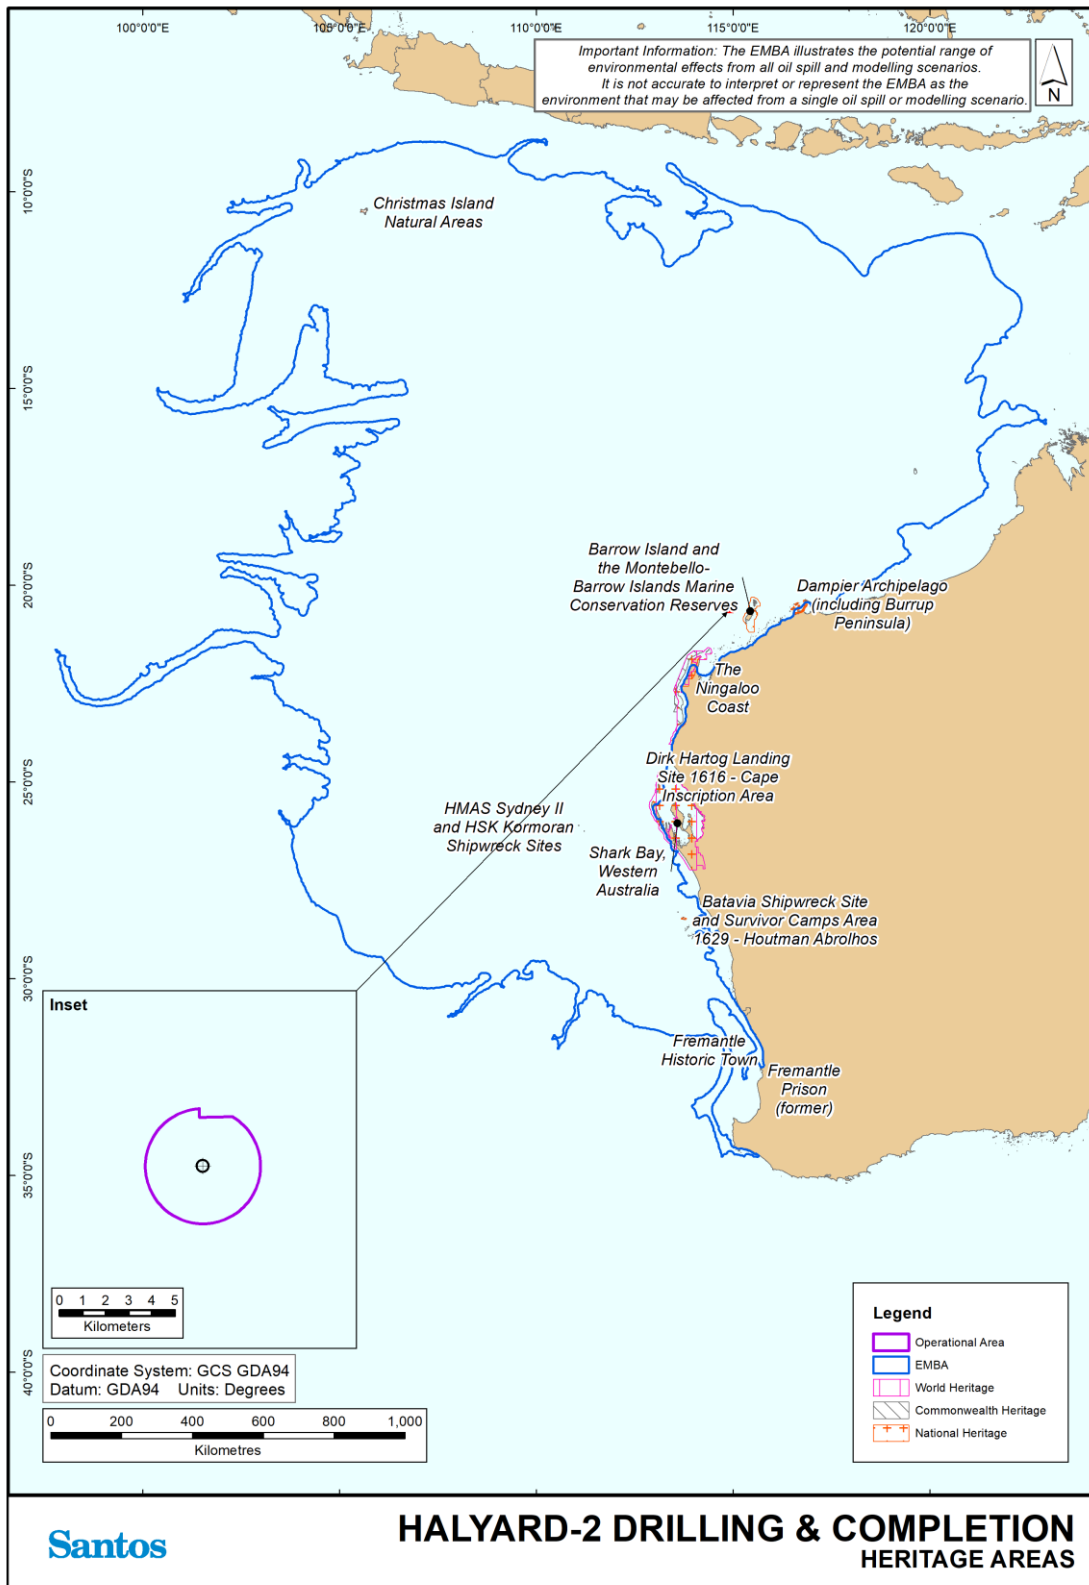 100°0'0"E
105°0'0"E
110°0'0"E
115°0'0"E
120°0'0"E
Important Information: The EMBA illustrates the potential range of
environmental effects from all oil spill and modelling scenarios.
It is not accurate to interpret or represent the EMBA as the
environment that may be affected from a single oil spill or modelling scenario.
N
10°0'0"S
15°0'0"S
20°0'0"S
25°0'0"S
30°0'0"S
35°0'0"S
40°0'0"S
Christmas Island
Natural Areas
Barrow Island and
the Montebello-
Barrow Islands Marine
Conservation Reserves
Dampier Archipelago
(including Burrup
Peninsula)
The
Ningaloo
Coast
Dirk Hartog Landing
Site 1616 - Cape
Inscription Area
HMAS Sydney II
and HSK Kormoran
Shipwreck Sites
Shark Bay,
Western
Australia
Batavia Shipwreck Site
and Survivor Camps Area
1629 - Houtman Abrolhos
Fremantle
Historic Town
Fremantle
Prison
(former)
Inset
0 1 2 3 4 5
Kilometers
Coordinate System: GCS GDA94
Datum: GDA94 Units: Degrees
0 200 400 600 800 1,000
Kilometres
Legend
Operational Area
EMBA
World Heritage
Commonwealth Heritage
National Heritage
Santos
HALYARD-2 DRILLING & COMPLETION
HERITAGE AREAS